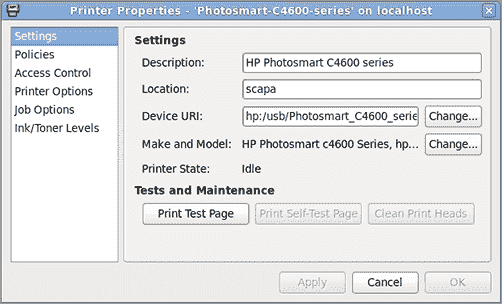 Printer Properties - 'Photosmart-C4600-series' on localhost
Settings
Policies
Access Control
Printer Options
Job Options
Ink/Toner Levels
Settings
Description: HP Photosmart C4600 series
Location: scapa
Device URI: hp:/usb/Photosmart_C4600_serie Change...
Make and Model: HP Photosmart c4600 Series, hp... Change...
Printer State: Idle
Tests and Maintenance
Print Test Page Print Self-Test Page Clean Print Heads
Apply Cancel OK